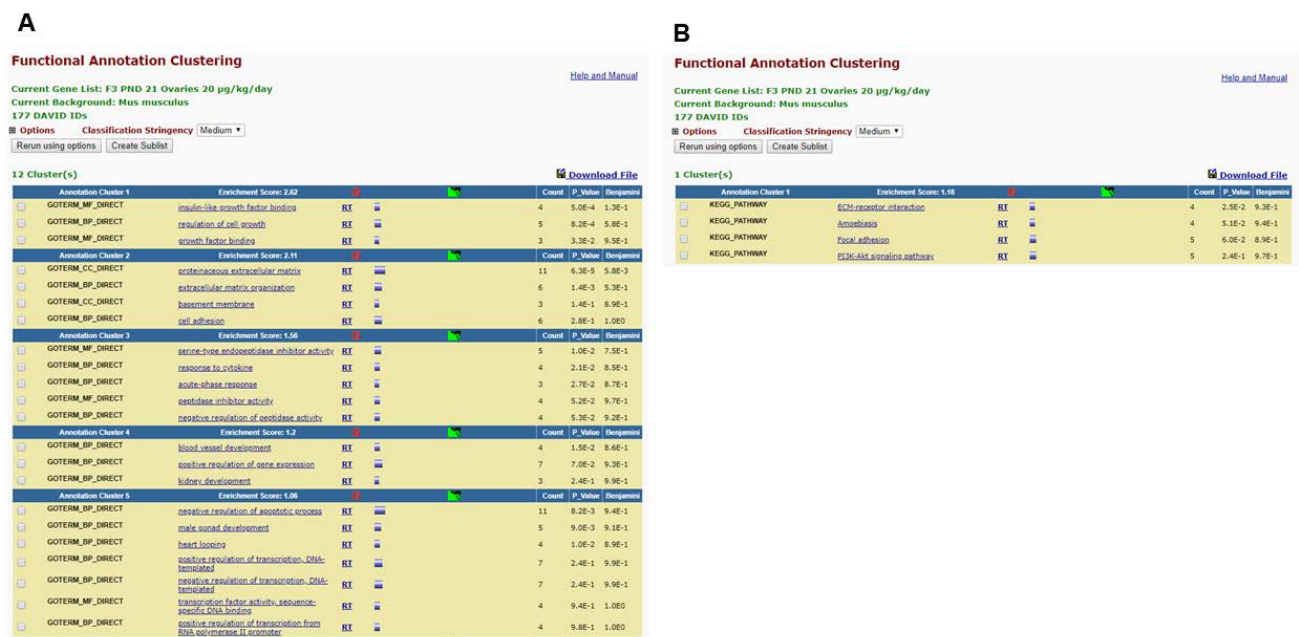 A
Functional Annotation Clustering
Help and Manual
Current Gene List: F3 PND 21 Ovaries 20 µg/kg/day
Current Background: Mus musculus
177 DAVID IDs
Options Classification Stringency Medium
Rerun using options Create Sublist
12 Cluster(s) Download File
Annotation Cluster 1 Enrichment Score: 2.62 Count P_Value Benjamini
GOTERM_MF_DIRECT insulin-like growth factor binding RT 4 5.0E-4 1.3E-1
GOTERM_BP_DIRECT regulation of cell growth RT 5 8.2E-4 5.8E-1
GOTERM_MF_DIRECT growth factor binding RT 3 3.3E-2 9.5E-1
Annotation Cluster 2 Enrichment Score: 2.11 Count P_Value Benjamini
GOTERM_CC_DIRECT proteinaceous extracellular matrix RT 11 6.3E-5 5.8E-3
GOTERM_BP_DIRECT extracellular matrix organization RT 6 1.4E-3 5.3E-1
GOTERM_CC_DIRECT basement membrane RT 3 1.4E-1 8.9E-1
GOTERM_BP_DIRECT cell adhesion RT 6 2.8E-1 1.0E0
Annotation Cluster 3 Enrichment Score: 1.56 Count P_Value Benjamini
GOTERM_MF_DIRECT serine-type endopeptidase inhibitor activity RT 5 1.0E-2 7.5E-1
GOTERM_BP_DIRECT response to cytokine RT 4 2.1E-2 8.5E-1
GOTERM_BP_DIRECT acute-phase response RT 3 2.7E-2 8.7E-1
GOTERM_MF_DIRECT peptidase inhibitor activity RT 4 5.2E-2 9.7E-1
GOTERM_BP_DIRECT negative regulation of peptidase activity RT 4 5.3E-2 9.2E-1
Annotation Cluster 4 Enrichment Score: 1.2 Count P_Value Benjamini
GOTERM_BP_DIRECT blood vessel development RT 4 1.5E-2 8.6E-1
GOTERM_BP_DIRECT positive regulation of gene expression RT 7 7.0E-2 9.3E-1
GOTERM_BP_DIRECT kidney development RT 3 2.4E-1 9.9E-1
Annotation Cluster 5 Enrichment Score: 1.06 Count P_Value Benjamini
GOTERM_BP_DIRECT negative regulation of apoptotic process RT 11 8.2E-3 9.4E-1
GOTERM_BP_DIRECT male gonad development RT 5 9.0E-3 9.1E-1
GOTERM_BP_DIRECT heart looping RT 4 1.0E-2 8.9E-1
GOTERM_BP_DIRECT positive regulation of transcription, DNA-
templated RT 7 2.4E-1 9.9E-1
GOTERM_BP_DIRECT negative regulation of transcription, DNA-
templated RT 7 2.4E-1 9.9E-1
GOTERM_MF_DIRECT transcription factor activity, sequence-
specific DNA binding RT 4 9.4E-1 1.0E0
GOTERM_BP_DIRECT positive regulation of transcription from
RNA polymerase II promoter RT 4 9.8E-1 1.0E0
B
Functional Annotation Clustering
Help and Manual
Current Gene List: F3 PND 21 Ovaries 20 µg/kg/day
Current Background: Mus musculus
177 DAVID IDs
Options Classification Stringency Medium
Rerun using options Create Sublist
1 Cluster(s) Download File
Annotation Cluster 1 Enrichment Score: 1.18 Count P_Value Benjamini
KEGG_PATHWAY ECM-receptor interaction RT 4 2.5E-2 9.3E-1
KEGG_PATHWAY Amoebiasis RT 4 5.1E-2 9.4E-1
KEGG_PATHWAY Focal adhesion RT 5 6.0E-2 8.9E-1
KEGG_PATHWAY PI3K-Akt signaling pathway RT 5 2.4E-1 9.7E-1